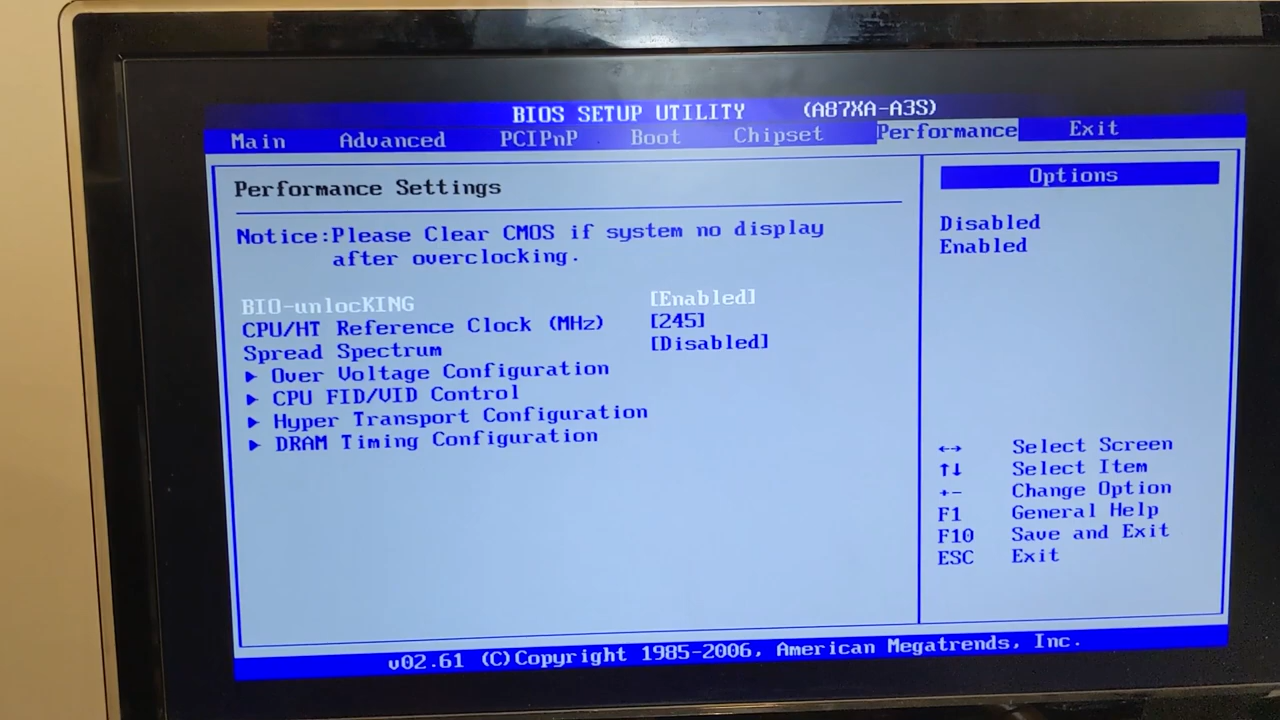 BIOS SETUP UTILITY (A87XA-A3S)
Main Advanced PCIPnP Boot Chipset Performance Exit
Performance Settings
Notice:Please Clear CMOS if system no display
after overclocking.
BIO-unlocKING [Enabled]
CPU/HT Reference Clock (MHz) [245]
Spread Spectrum [Disabled]
► Over Voltage Configuration
► CPU FID/VID Control
► Hyper Transport Configuration
► DRAM Timing Configuration
Options
Disabled
Enabled
←→ Select Screen
↑↓ Select Item
+- Change Option
F1 General Help
F10 Save and Exit
ESC Exit
v02.61 (C)Copyright 1985-2006, American Megatrends, Inc.